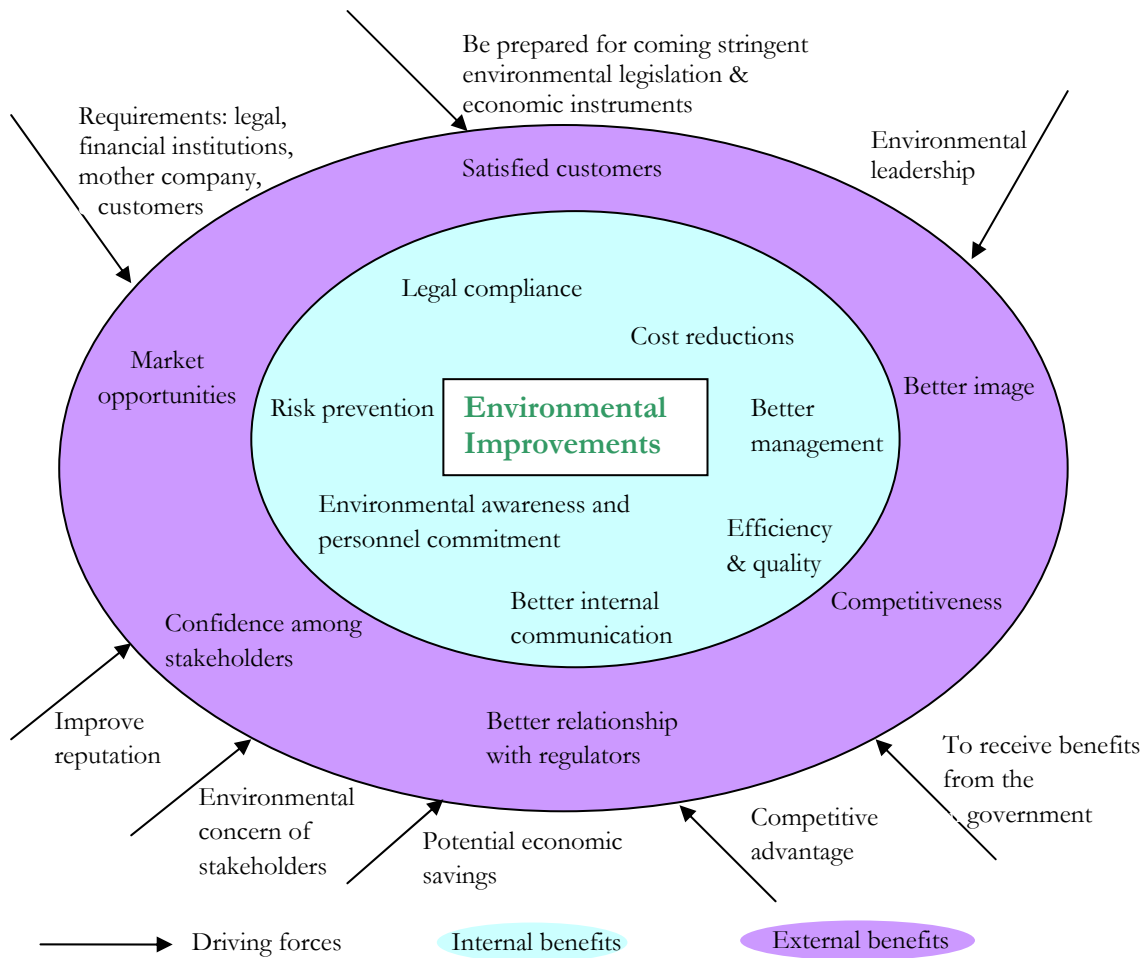 Be prepared for coming stringent
environmental legislation &
economic instruments
Requirements: legal,
financial institutions,
mother company,
customers
Environmental
leadership
Satisfied customers
Legal compliance
Cost reductions
Market
opportunities
Better image
Risk prevention
Environmental
Improvements
Better
management
Environmental awareness and
personnel commitment
Efficiency
& quality
Better internal
communication
Competitiveness
Confidence among
stakeholders
Better relationship
with regulators
Improve
reputation
To receive benefits
from the
government
Environmental
concern of
stakeholders
Potential economic
savings
Competitive
advantage
Driving forces
Internal benefits
External benefits